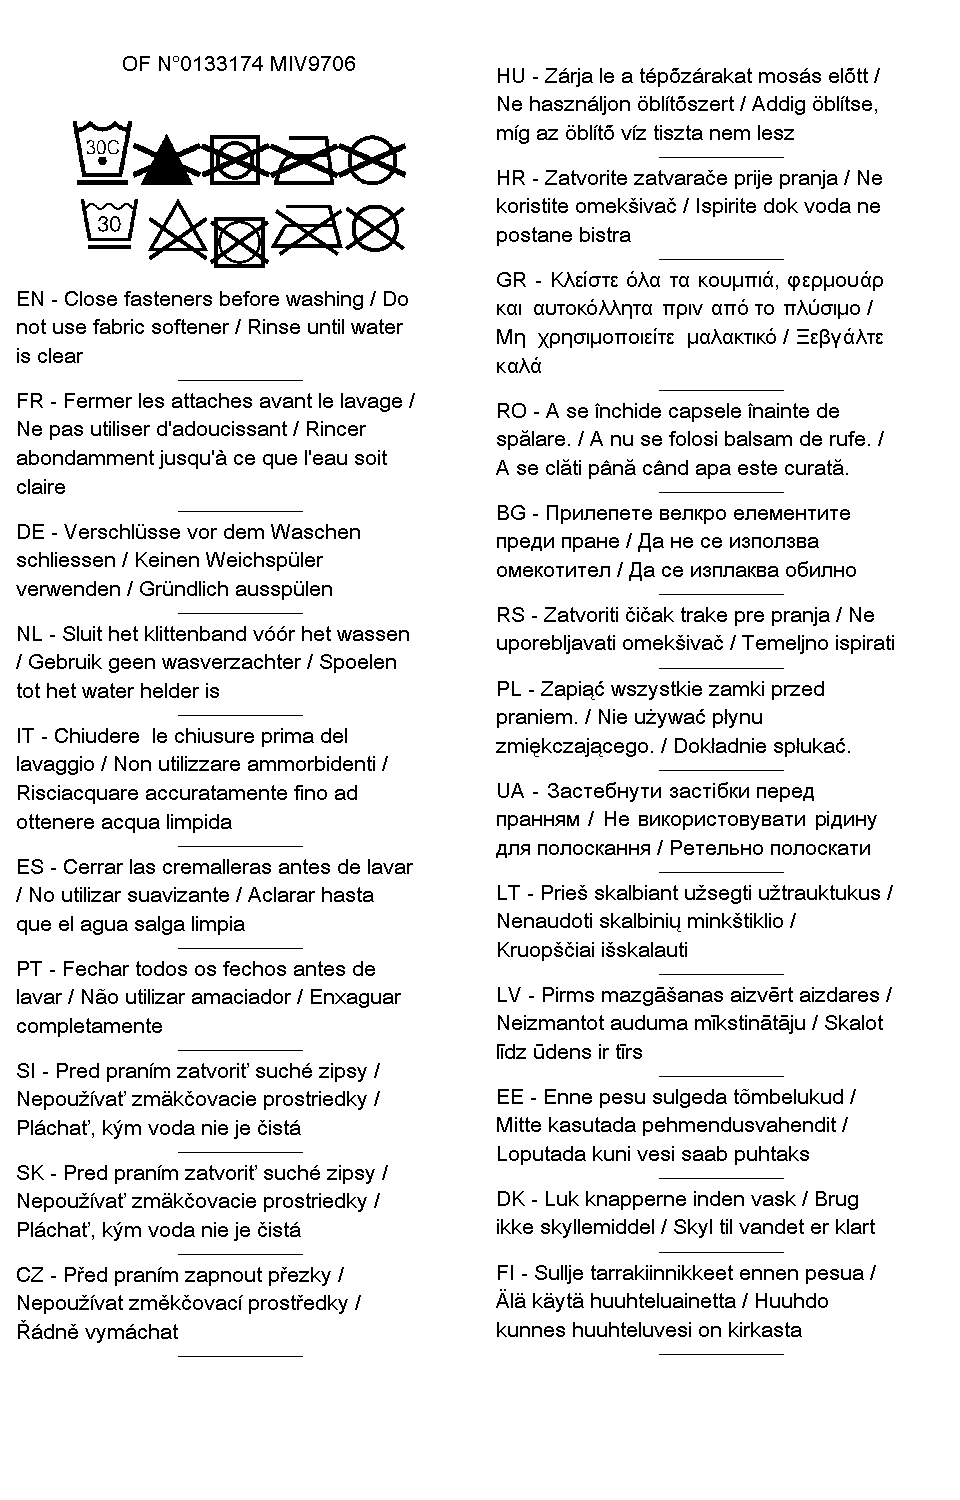 OF N°0133174 MIV9706
30C
30
EN - Close fasteners before washing / Do
not use fabric softener / Rinse until water
is clear
FR - Fermer les attaches avant le lavage /
Ne pas utiliser d'adoucissant / Rincer
abondamment jusqu'à ce que l'eau soit
claire
DE - Verschlüsse vor dem Waschen
schliessen / Keinen Weichspüler
verwenden / Gründlich ausspülen
NL - Sluit het klittenband vóór het wassen
/ Gebruik geen wasverzachter / Spoelen
tot het water helder is
IT - Chiudere  le chiusure prima del
lavaggio / Non utilizzare ammorbidenti /
Risciacquare accuratamente fino ad
ottenere acqua limpida
ES - Cerrar las cremalleras antes de lavar
/ No utilizar suavizante / Aclarar hasta
que el agua salga limpia
PT - Fechar todos os fechos antes de
lavar / Não utilizar amaciador / Enxaguar
completamente
SI - Pred praním zatvoriť suché zipsy /
Nepoužívať zmäkčovacie prostriedky /
Pláchať, kým voda nie je čistá
SK - Pred praním zatvoriť suché zipsy /
Nepoužívať zmäkčovacie prostriedky /
Pláchať, kým voda nie je čistá
CZ - Před praním zapnout přezky /
Nepoužívat změkčovací prostředky /
Řádně vymáchat
HU - Zárja le a tépőzárakat mosás előtt /
Ne használjon öblítőszert / Addig öblítse,
míg az öblítő víz tiszta nem lesz
HR - Zatvorite zatvarače prije pranja / Ne
koristite omekšivač / Ispirite dok voda ne
postane bistra
GR - Κλείστε όλα τα κουμπιά, φερμουάρ
και αυτοκόλλητα πριν από το πλύσιμο /
Μη χρησιμοποιείτε μαλακτικό / Ξεβγάλτε
καλά
RO - A se închide capsele înainte de
spălare. / A nu se folosi balsam de rufe. /
A se clăti până când apa este curată.
BG - Прилепете велкро елементите
преди пране / Да не се използва
омекотител / Да се изплаква обилно
RS - Zatvoriti čičak trake pre pranja / Ne
uporebljavati omekšivač / Temeljno ispirati
PL - Zapiąć wszystkie zamki przed
praniem. / Nie używać płynu
zmiękczającego. / Dokładnie spłukać.
UA - Застебнути застібки перед
пранням / Не використовувати рідину
для полоскання / Ретельно полоскати
LT - Prieš skalbiant užsegti užtrauktukus /
Nenaudoti skalbinių minkštiklio /
Kruopščiai išskalauti
LV - Pirms mazgāšanas aizvērt aizdares /
Neizmantot auduma mīkstinātāju / Skalot
līdz ūdens ir tīrs
EE - Enne pesu sulgeda tõmbelukud /
Mitte kasutada pehmendusvahendit /
Loputada kuni vesi saab puhtaks
DK - Luk knapperne inden vask / Brug
ikke skyllemiddel / Skyl til vandet er klart
FI - Sullje tarrakiinnikkeet ennen pesua /
Älä käytä huuhteluainetta / Huuhdo
kunnes huuhteluvesi on kirkasta